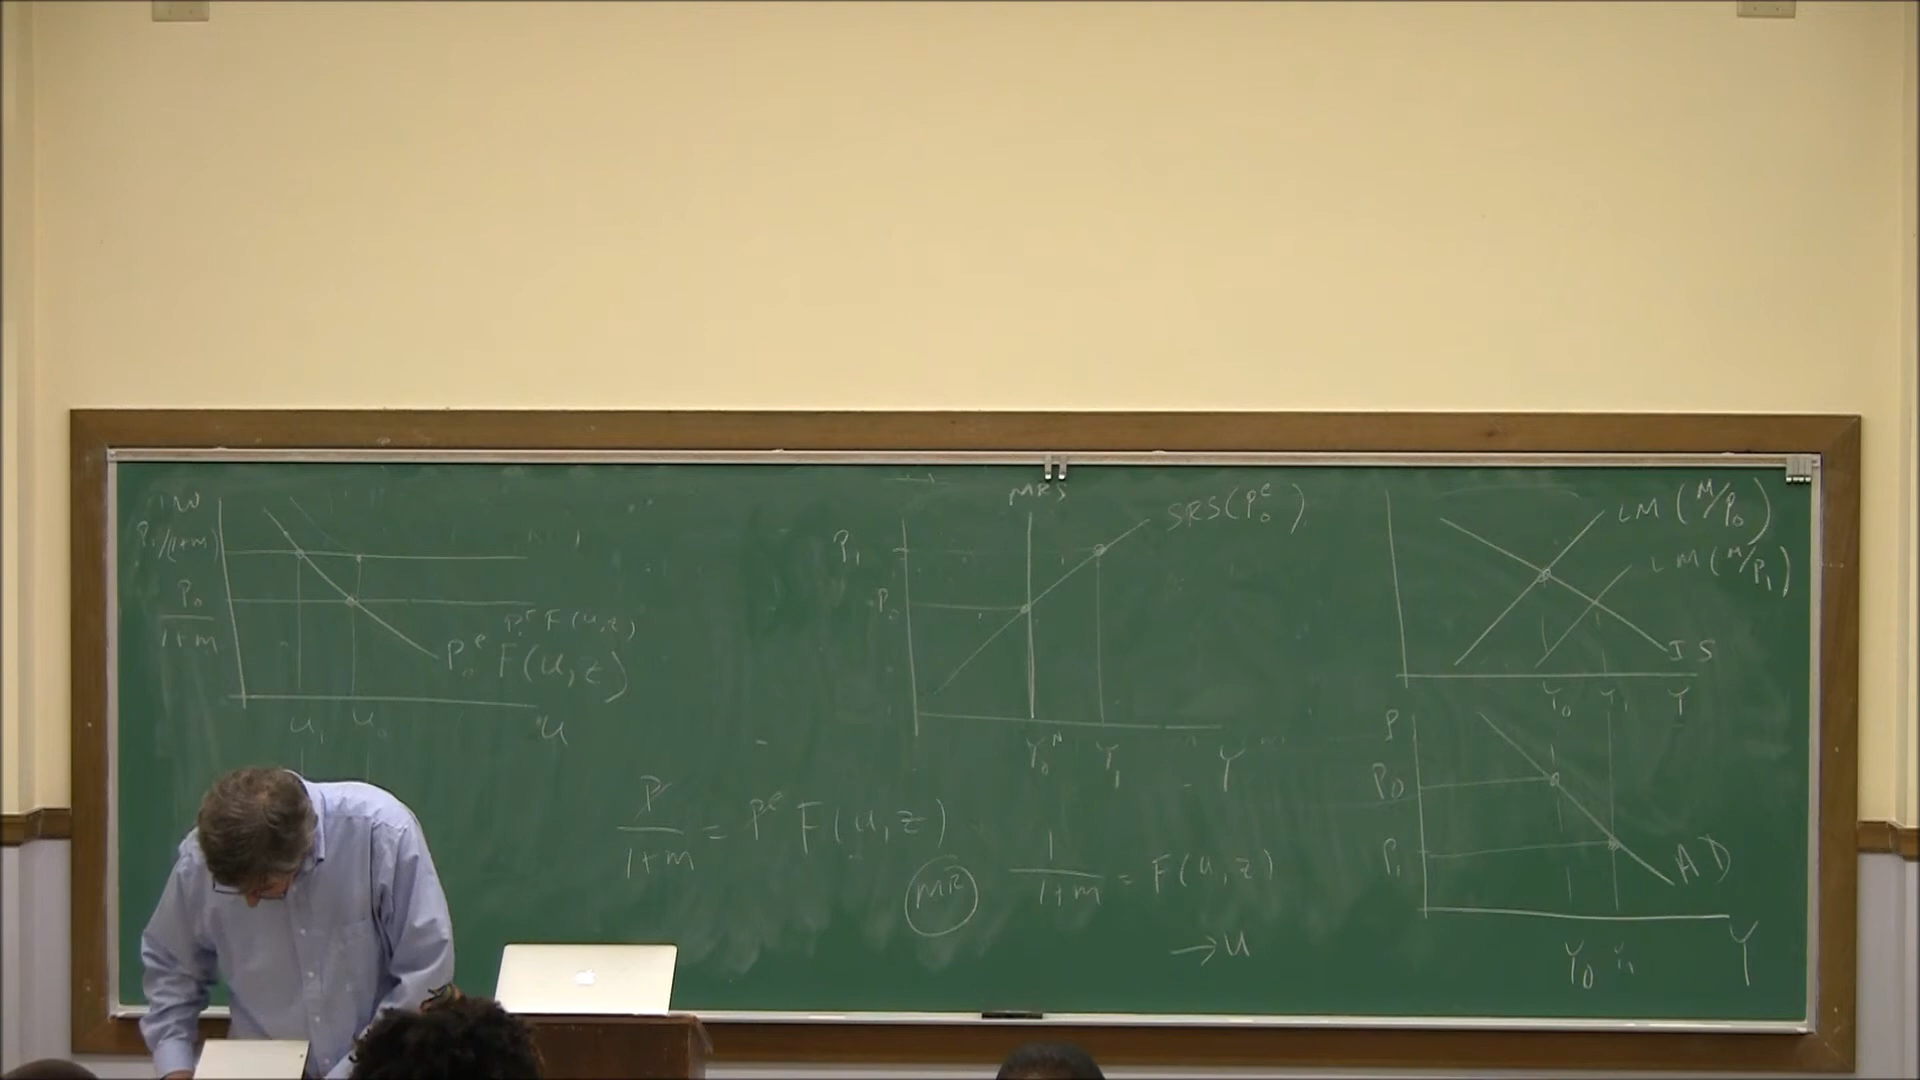 W
P₁/(1+m)
P₀
1+m
Pᵉ F(u,z)
P₀ᵉ F(u,z)
u₁ u₀ u
MRS
SRS(P₀ᵉ)
P₁
P₀
Y₀ᴺ Y₁ Y
P/(1+m) = Pᵉ F(u,z)
MR 1/(1+m) = F(u,z)
→u
LM (M/P₀)
LM (M/P₁)
IS
Y₀ Y₁ Y
P
P₀
P₁
AD
Y₀ Y₁ Y